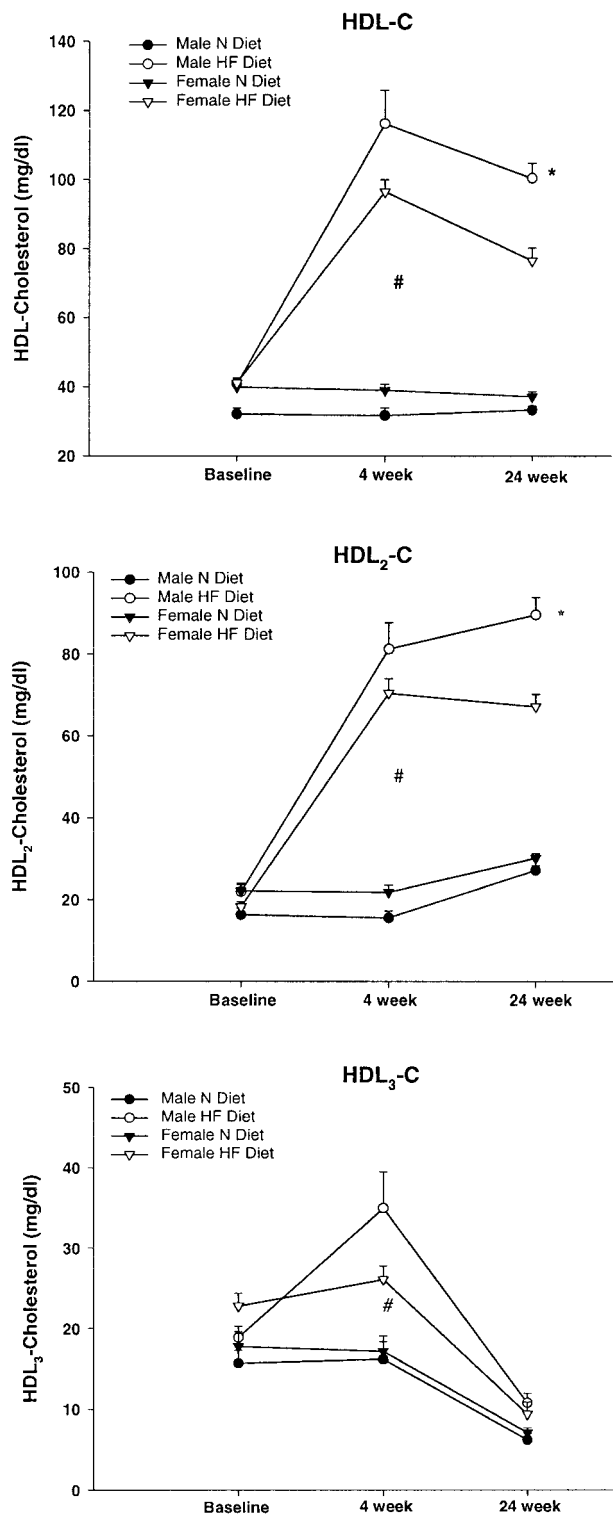 HDL-C
Male N Diet
Male HF Diet
Female N Diet
Female HF Diet
HDL-Cholesterol (mg/dl)
140
120
100
80
60
40
20
*
#
Baseline 4 week 24 week
HDL₂-C
Male N Diet
Male HF Diet
Female N Diet
Female HF Diet
HDL₂-Cholesterol (mg/dl)
100
80
60
40
20
0
*
#
Baseline 4 week 24 week
HDL₃-C
Male N Diet
Male HF Diet
Female N Diet
Female HF Diet
HDL₃-Cholesterol (mg/dl)
50
40
30
20
10
0
#
Baseline 4 week 24 week